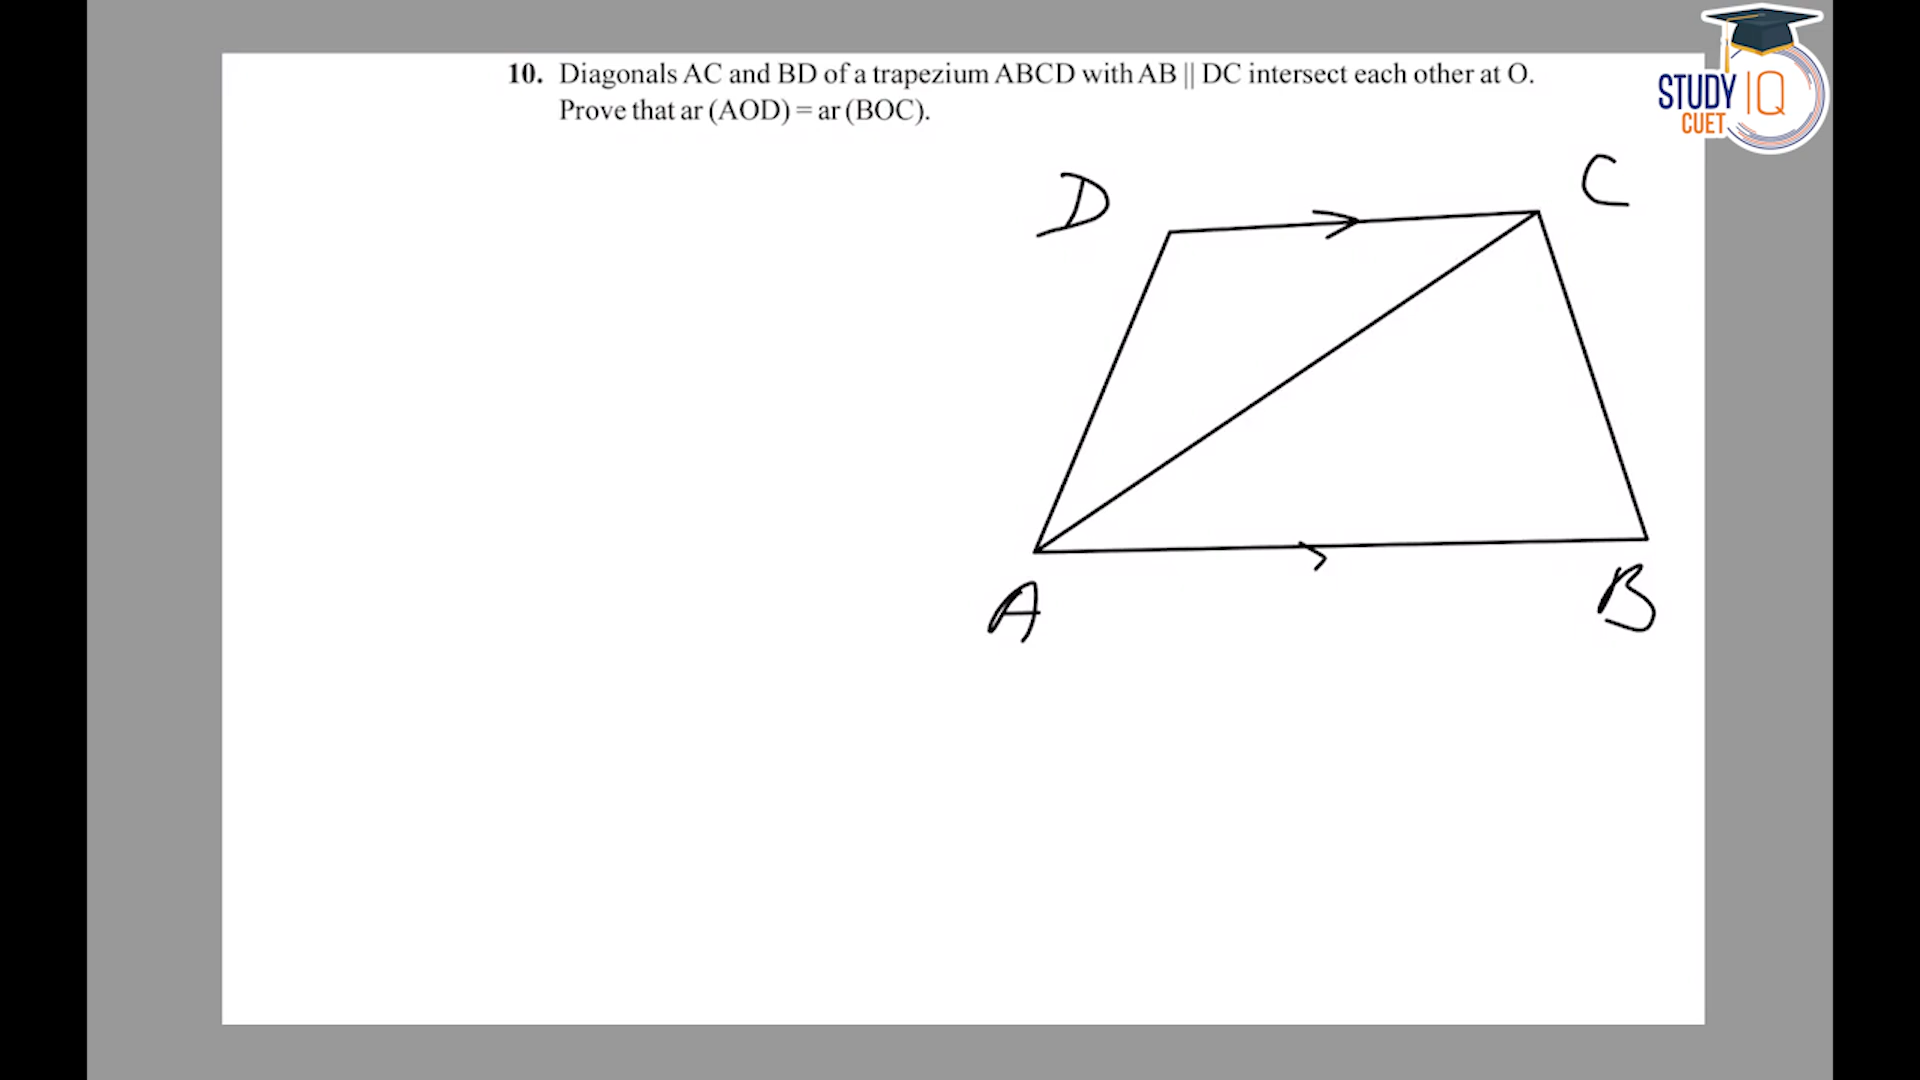 10. Diagonals AC and BD of a trapezium ABCD with AB || DC intersect each other at O.
Prove that ar (AOD) = ar (BOC).
STUDY IQ
CUET
D
C
A
B